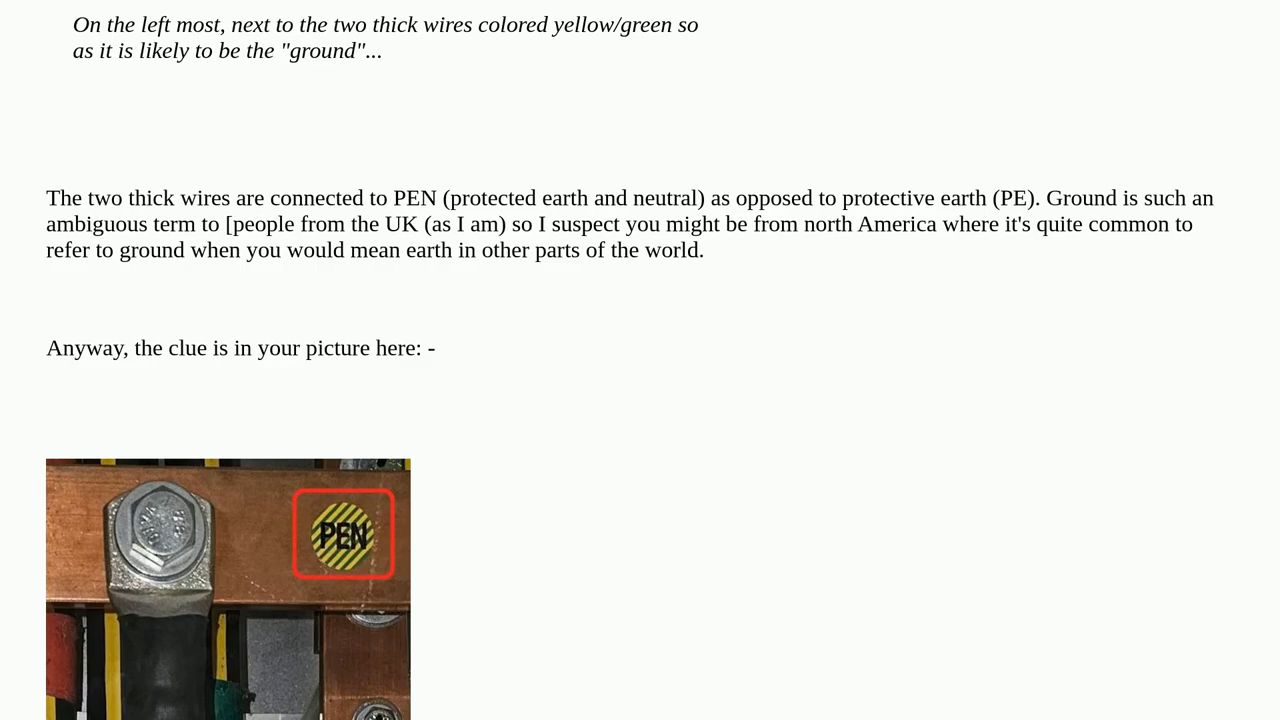 On the left most, next to the two thick wires colored yellow/green so
as it is likely to be the "ground"...
The two thick wires are connected to PEN (protected earth and neutral) as opposed to protective earth (PE). Ground is such an
ambiguous term to [people from the UK (as I am) so I suspect you might be from north America where it's quite common to
refer to ground when you would mean earth in other parts of the world.
Anyway, the clue is in your picture here: -
PEN